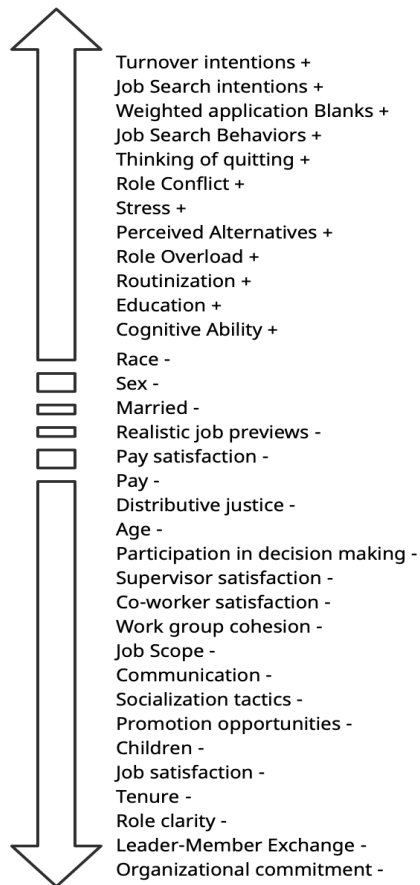 Turnover intentions +
Job Search intentions +
Weighted application Blanks +
Job Search Behaviors +
Thinking of quitting +
Role Conflict +
Stress +
Perceived Alternatives +
Role Overload +
Routinization +
Education +
Cognitive Ability +
Race -
Sex -
Married -
Realistic job previews -
Pay satisfaction -
Pay -
Distributive justice -
Age -
Participation in decision making -
Supervisor satisfaction -
Co-worker satisfaction -
Work group cohesion -
Job Scope -
Communication -
Socialization tactics -
Promotion opportunities -
Children -
Job satisfaction -
Tenure -
Role clarity -
Leader-Member Exchange -
Organizational commitment -